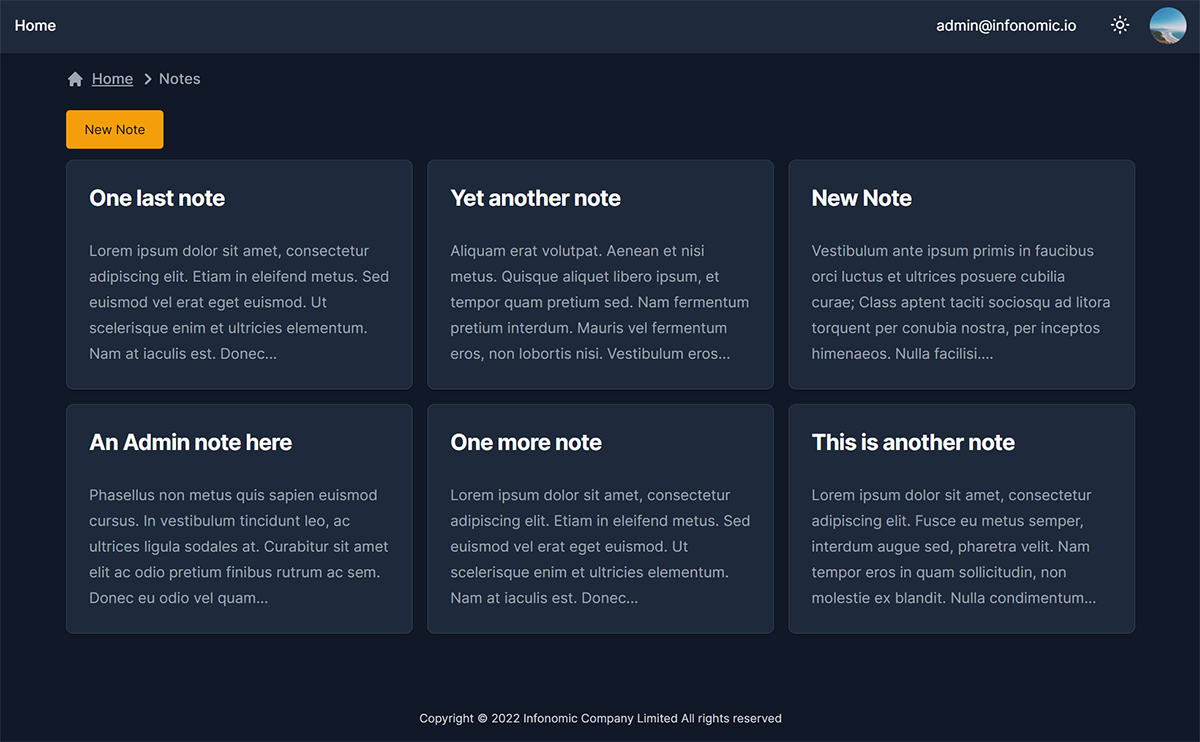 Home
admin@infonomic.io
Home
Notes
New Note
One last note
Lorem ipsum dolor sit amet, consectetur
adipiscing elit. Etiam in eleifend metus. Sed
euismod vel erat eget euismod. Ut
scelerisque enim et ultricies elementum.
Nam at iaculis est. Donec...
Yet another note
Aliquam erat volutpat. Aenean et nisi
metus. Quisque aliquet libero ipsum, et
tempor quam pretium sed. Nam fermentum
pretium interdum. Mauris vel fermentum
eros, non lobortis nisi. Vestibulum eros...
New Note
Vestibulum ante ipsum primis in faucibus
orci luctus et ultrices posuere cubilia
curae; Class aptent taciti sociosqu ad litora
torquent per conubia nostra, per inceptos
himenaeos. Nulla facilisi....
An Admin note here
Phasellus non metus quis sapien euismod
cursus. In vestibulum tincidunt leo, ac
ultrices ligula sodales at. Curabitur sit amet
elit ac odio pretium finibus rutrum ac sem.
Donec eu odio vel quam...
One more note
Lorem ipsum dolor sit amet, consectetur
adipiscing elit. Etiam in eleifend metus. Sed
euismod vel erat eget euismod. Ut
scelerisque enim et ultricies elementum.
Nam at iaculis est. Donec...
This is another note
Lorem ipsum dolor sit amet, consectetur
adipiscing elit. Fusce eu metus semper,
interdum augue sed, pharetra velit. Nam
tempor eros in quam sollicitudin, non
molestie ex blandit. Nulla condimentum...
Copyright © 2022 Infonomic Company Limited All rights reserved